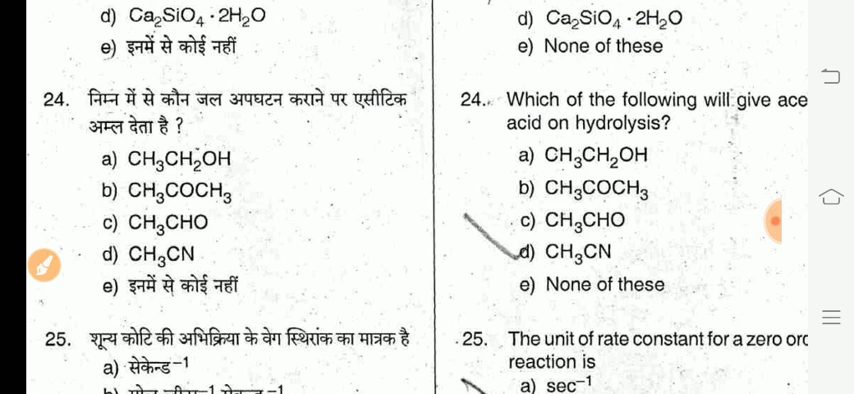 d) Ca₂SiO₄ · 2H₂O
e) इनमें से कोई नहीं
24. निम्न में से कौन जल अपघटन कराने पर एसीटिक
अम्ल देता है ?
a) CH₃CH₂OH
b) CH₃COCH₃
c) CH₃CHO
d) CH₃CN
e) इनमें से कोई नहीं
25. शून्य कोटि की अभिक्रिया के वेग स्थिरांक का मात्रक है
a) सेकेन्ड⁻¹
d) Ca₂SiO₄ · 2H₂O
e) None of these
24. Which of the following will give ace
acid on hydrolysis?
a) CH₃CH₂OH
b) CH₃COCH₃
c) CH₃CHO
d) CH₃CN
e) None of these
25. The unit of rate constant for a zero ord
reaction is
a) sec⁻¹